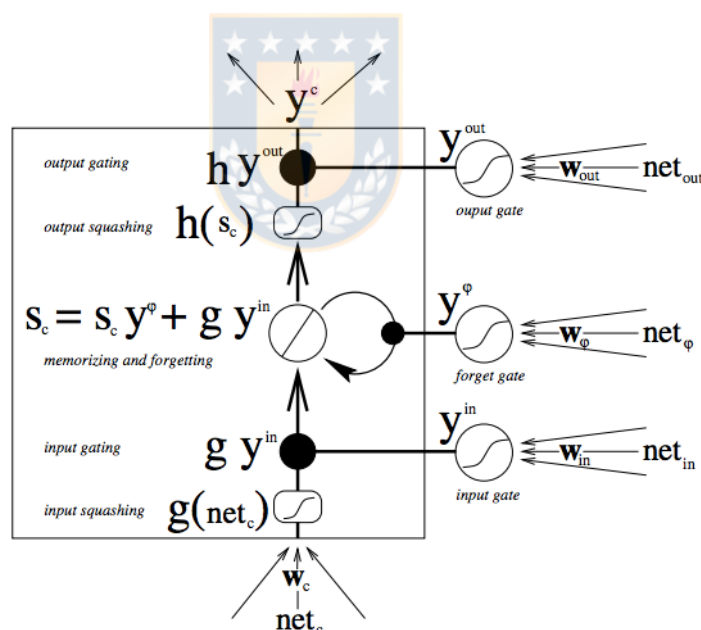 y^c
output gating
h y^out
y^out
w_out
net_out
ouput gate
output squashing
h(s_c)
s_c = s_c y^φ + g y^in
memorizing and forgetting
y^φ
w_φ
net_φ
forget gate
input gating
g y^in
y^in
w_in
net_in
input gate
input squashing
g(net_c)
w_c
net_c